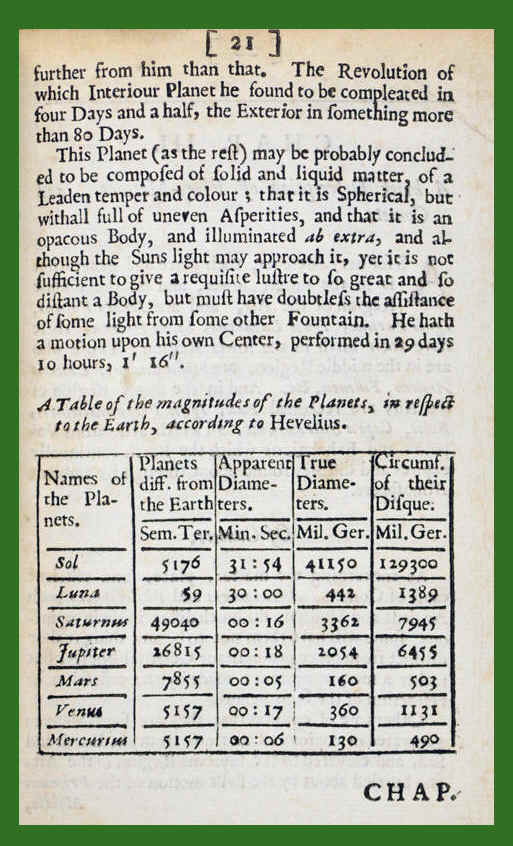 [ 21 ]
further from him than that. The Revolution of
which Interiour Planet he found to be compleated in
four Days and a half, the Exterior in ſomething more
than 80 Days.
This Planet (as the reſt) may be probably conclud-
ed to be compoſed of ſolid and liquid matter, of a
Leaden temper and colour ; that it is Spherical, but
withall full of uneven Aſperities, and that it is an
opacous Body, and illuminated ab extra, and al-
though the Suns light may approach it, yet it is not
ſufficient to give a requiſite luſtre to ſo great and ſo
diſtant a Body, but muſt have doubtleſs the aſſiſtance
of ſome light from ſome other Fountain. He hath
a motion upon his own Center, performed in 29 days
10 hours, 1' 16".
A Table of the magnitudes of the Planets, in reſpect
to the Earth, according to Hevelius.
Names of the Pla- nets. | Planets diff. from the Earth | Apparent Diame- ters. | True Diame- ters. | Circumf. of their Diſque.
Sem. Ter. | Min. Sec. | Mil. Ger. | Mil. Ger.
Sol 5176 31 : 54 41150 129300
Luna 59 30 : 00 442 1389
Saturnus 49040 00 : 16 3362 7945
Jupiter 26815 00 : 18 2054 6455
Mars 7855 00 : 05 160 503
Venus 5157 00 : 17 360 1131
Mercurius 5157 00 : 06 130 490
CHAP.